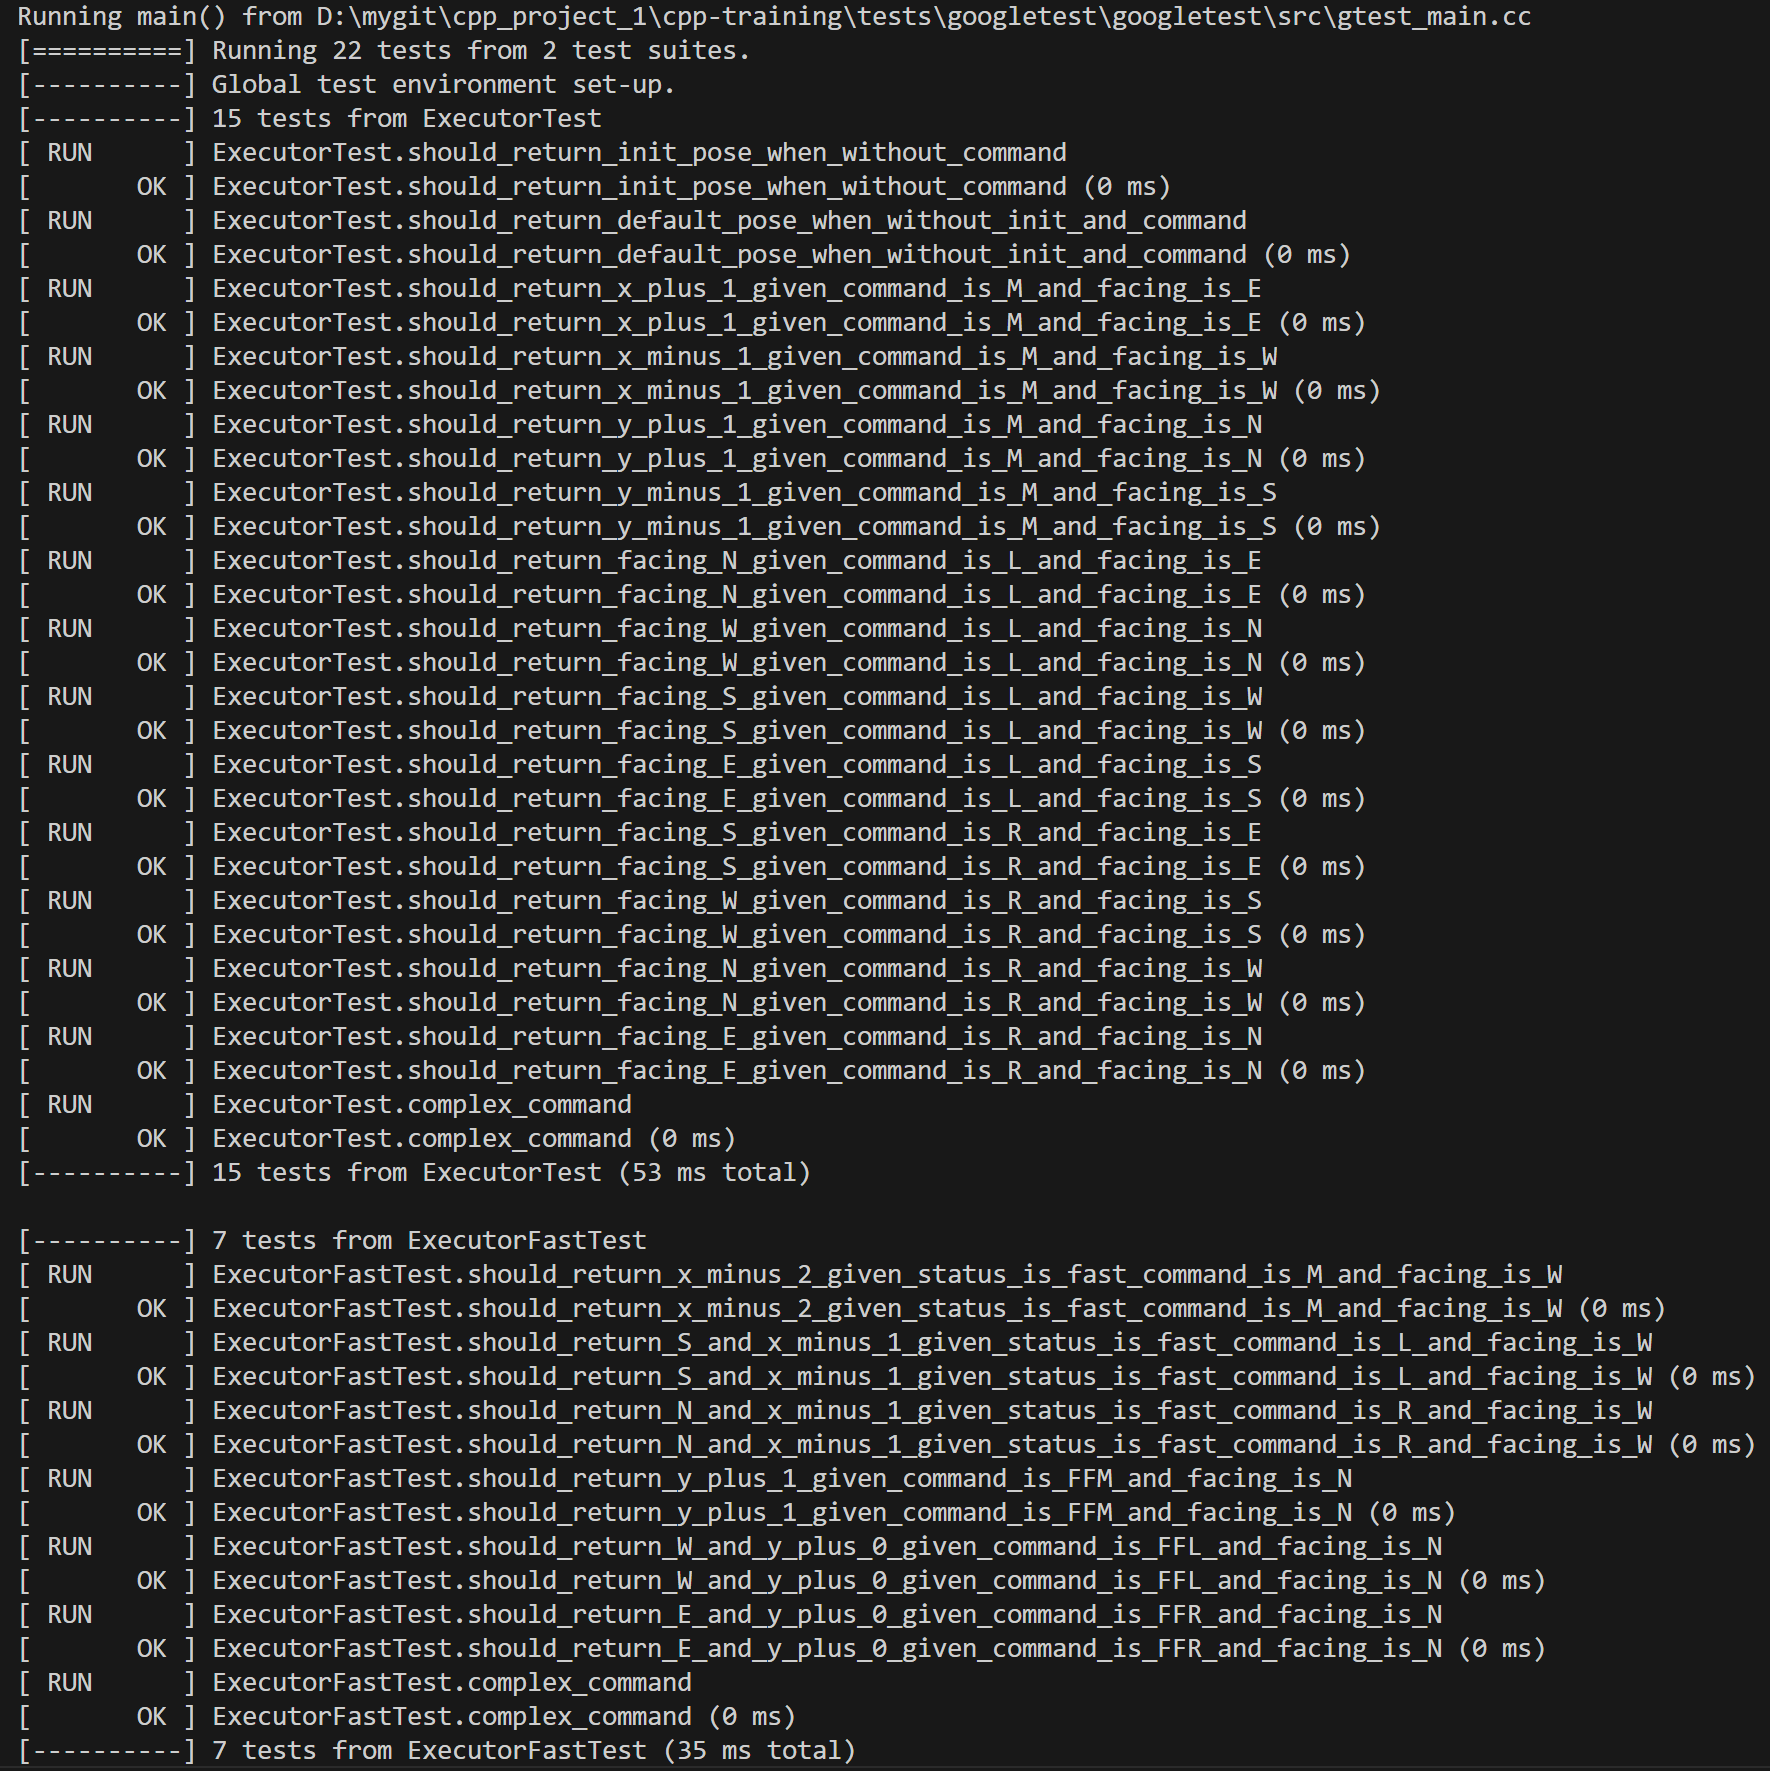 Running main() from D:\mygit\cpp_project_1\cpp-training\tests\googletest\googletest\src\gtest_main.cc
[==========] Running 22 tests from 2 test suites.
[----------] Global test environment set-up.
[----------] 15 tests from ExecutorTest
[ RUN      ] ExecutorTest.should_return_init_pose_when_without_command
[       OK ] ExecutorTest.should_return_init_pose_when_without_command (0 ms)
[ RUN      ] ExecutorTest.should_return_default_pose_when_without_init_and_command
[       OK ] ExecutorTest.should_return_default_pose_when_without_init_and_command (0 ms)
[ RUN      ] ExecutorTest.should_return_x_plus_1_given_command_is_M_and_facing_is_E
[       OK ] ExecutorTest.should_return_x_plus_1_given_command_is_M_and_facing_is_E (0 ms)
[ RUN      ] ExecutorTest.should_return_x_minus_1_given_command_is_M_and_facing_is_W
[       OK ] ExecutorTest.should_return_x_minus_1_given_command_is_M_and_facing_is_W (0 ms)
[ RUN      ] ExecutorTest.should_return_y_plus_1_given_command_is_M_and_facing_is_N
[       OK ] ExecutorTest.should_return_y_plus_1_given_command_is_M_and_facing_is_N (0 ms)
[ RUN      ] ExecutorTest.should_return_y_minus_1_given_command_is_M_and_facing_is_S
[       OK ] ExecutorTest.should_return_y_minus_1_given_command_is_M_and_facing_is_S (0 ms)
[ RUN      ] ExecutorTest.should_return_facing_N_given_command_is_L_and_facing_is_E
[       OK ] ExecutorTest.should_return_facing_N_given_command_is_L_and_facing_is_E (0 ms)
[ RUN      ] ExecutorTest.should_return_facing_W_given_command_is_L_and_facing_is_N
[       OK ] ExecutorTest.should_return_facing_W_given_command_is_L_and_facing_is_N (0 ms)
[ RUN      ] ExecutorTest.should_return_facing_S_given_command_is_L_and_facing_is_W
[       OK ] ExecutorTest.should_return_facing_S_given_command_is_L_and_facing_is_W (0 ms)
[ RUN      ] ExecutorTest.should_return_facing_E_given_command_is_L_and_facing_is_S
[       OK ] ExecutorTest.should_return_facing_E_given_command_is_L_and_facing_is_S (0 ms)
[ RUN      ] ExecutorTest.should_return_facing_S_given_command_is_R_and_facing_is_E
[       OK ] ExecutorTest.should_return_facing_S_given_command_is_R_and_facing_is_E (0 ms)
[ RUN      ] ExecutorTest.should_return_facing_W_given_command_is_R_and_facing_is_S
[       OK ] ExecutorTest.should_return_facing_W_given_command_is_R_and_facing_is_S (0 ms)
[ RUN      ] ExecutorTest.should_return_facing_N_given_command_is_R_and_facing_is_W
[       OK ] ExecutorTest.should_return_facing_N_given_command_is_R_and_facing_is_W (0 ms)
[ RUN      ] ExecutorTest.should_return_facing_E_given_command_is_R_and_facing_is_N
[       OK ] ExecutorTest.should_return_facing_E_given_command_is_R_and_facing_is_N (0 ms)
[ RUN      ] ExecutorTest.complex_command
[       OK ] ExecutorTest.complex_command (0 ms)
[----------] 15 tests from ExecutorTest (53 ms total)

[----------] 7 tests from ExecutorFastTest
[ RUN      ] ExecutorFastTest.should_return_x_minus_2_given_status_is_fast_command_is_M_and_facing_is_W
[       OK ] ExecutorFastTest.should_return_x_minus_2_given_status_is_fast_command_is_M_and_facing_is_W (0 ms)
[ RUN      ] ExecutorFastTest.should_return_S_and_x_minus_1_given_status_is_fast_command_is_L_and_facing_is_W
[       OK ] ExecutorFastTest.should_return_S_and_x_minus_1_given_status_is_fast_command_is_L_and_facing_is_W (0 ms)
[ RUN      ] ExecutorFastTest.should_return_N_and_x_minus_1_given_status_is_fast_command_is_R_and_facing_is_W
[       OK ] ExecutorFastTest.should_return_N_and_x_minus_1_given_status_is_fast_command_is_R_and_facing_is_W (0 ms)
[ RUN      ] ExecutorFastTest.should_return_y_plus_1_given_command_is_FFM_and_facing_is_N
[       OK ] ExecutorFastTest.should_return_y_plus_1_given_command_is_FFM_and_facing_is_N (0 ms)
[ RUN      ] ExecutorFastTest.should_return_W_and_y_plus_0_given_command_is_FFL_and_facing_is_N
[       OK ] ExecutorFastTest.should_return_W_and_y_plus_0_given_command_is_FFL_and_facing_is_N (0 ms)
[ RUN      ] ExecutorFastTest.should_return_E_and_y_plus_0_given_command_is_FFR_and_facing_is_N
[       OK ] ExecutorFastTest.should_return_E_and_y_plus_0_given_command_is_FFR_and_facing_is_N (0 ms)
[ RUN      ] ExecutorFastTest.complex_command
[       OK ] ExecutorFastTest.complex_command (0 ms)
[----------] 7 tests from ExecutorFastTest (35 ms total)